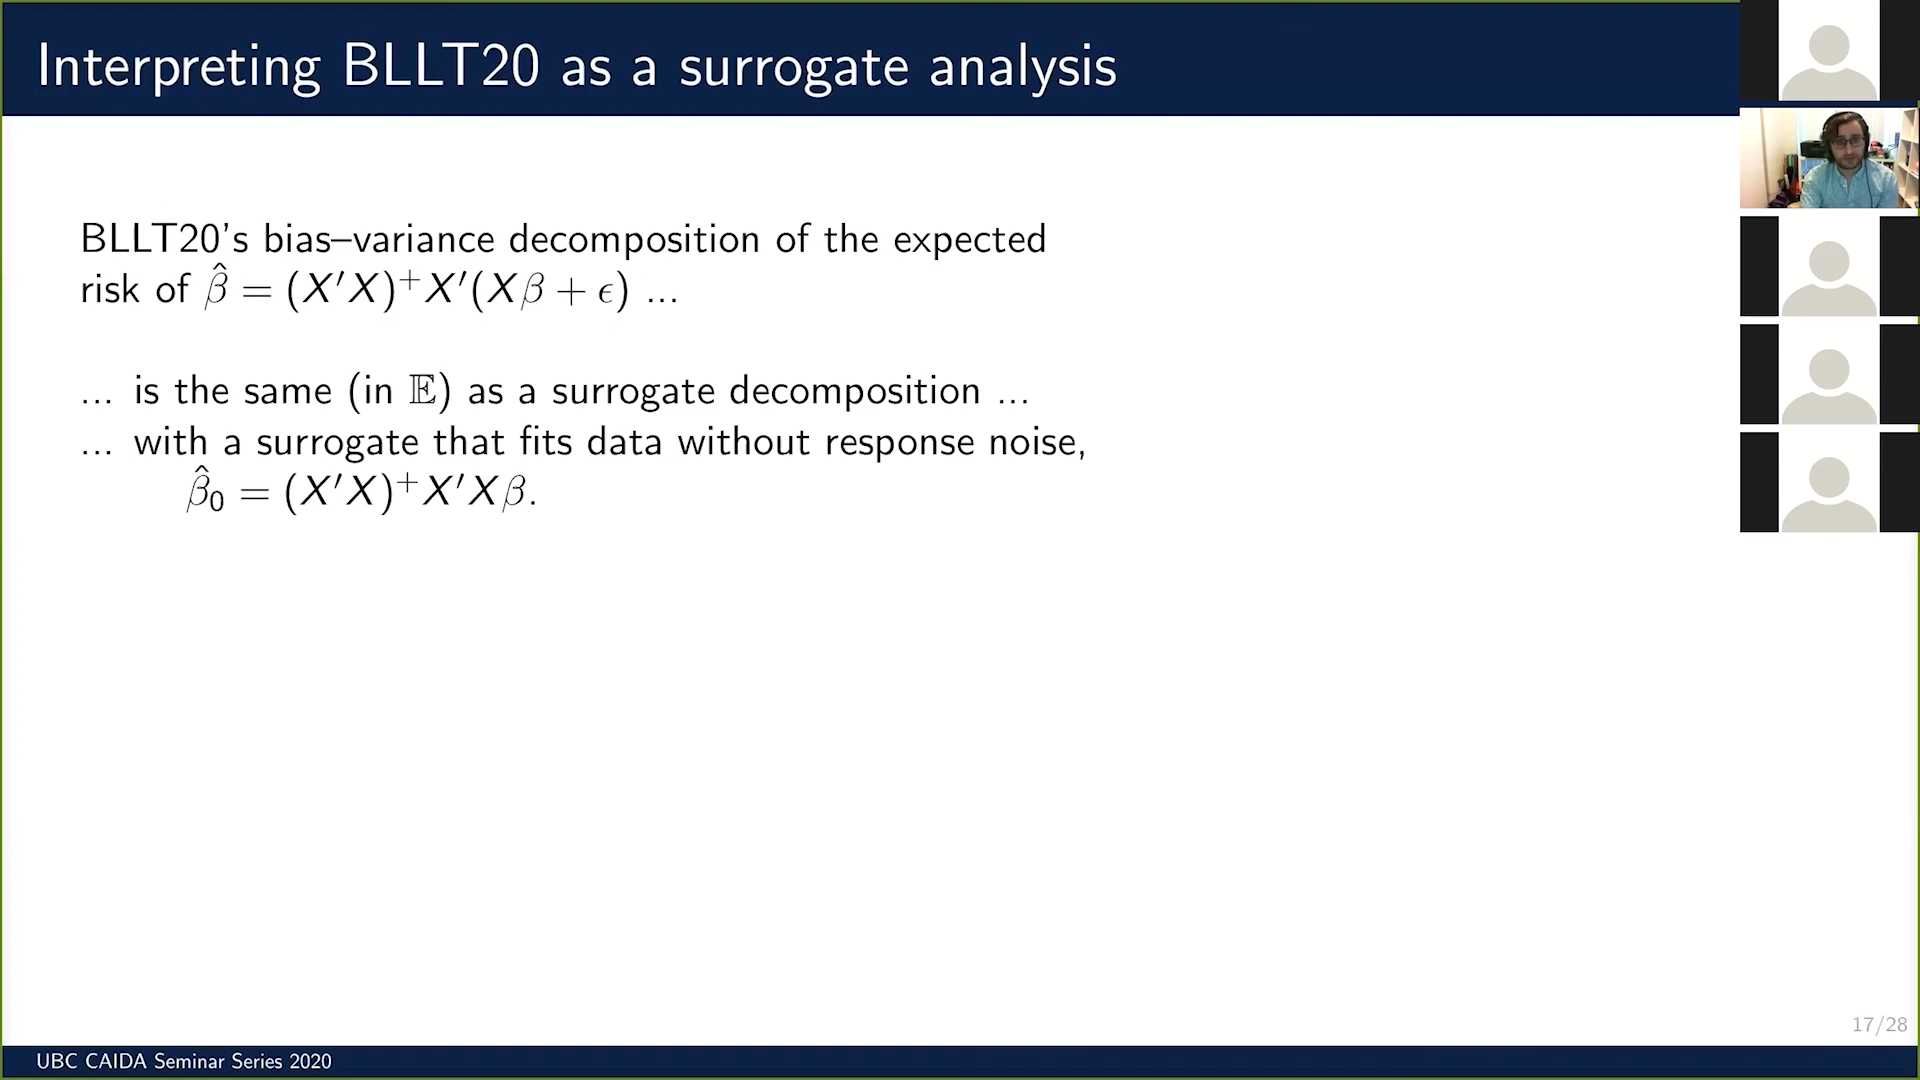 Interpreting BLLT20 as a surrogate analysis
BLLT20's bias–variance decomposition of the expected
risk of β̂ = (X′X)⁺X′(Xβ + ϵ) ...
... is the same (in 𝔼) as a surrogate decomposition ...
... with a surrogate that fits data without response noise,
β̂₀ = (X′X)⁺X′Xβ.
17/28
UBC CAIDA Seminar Series 2020